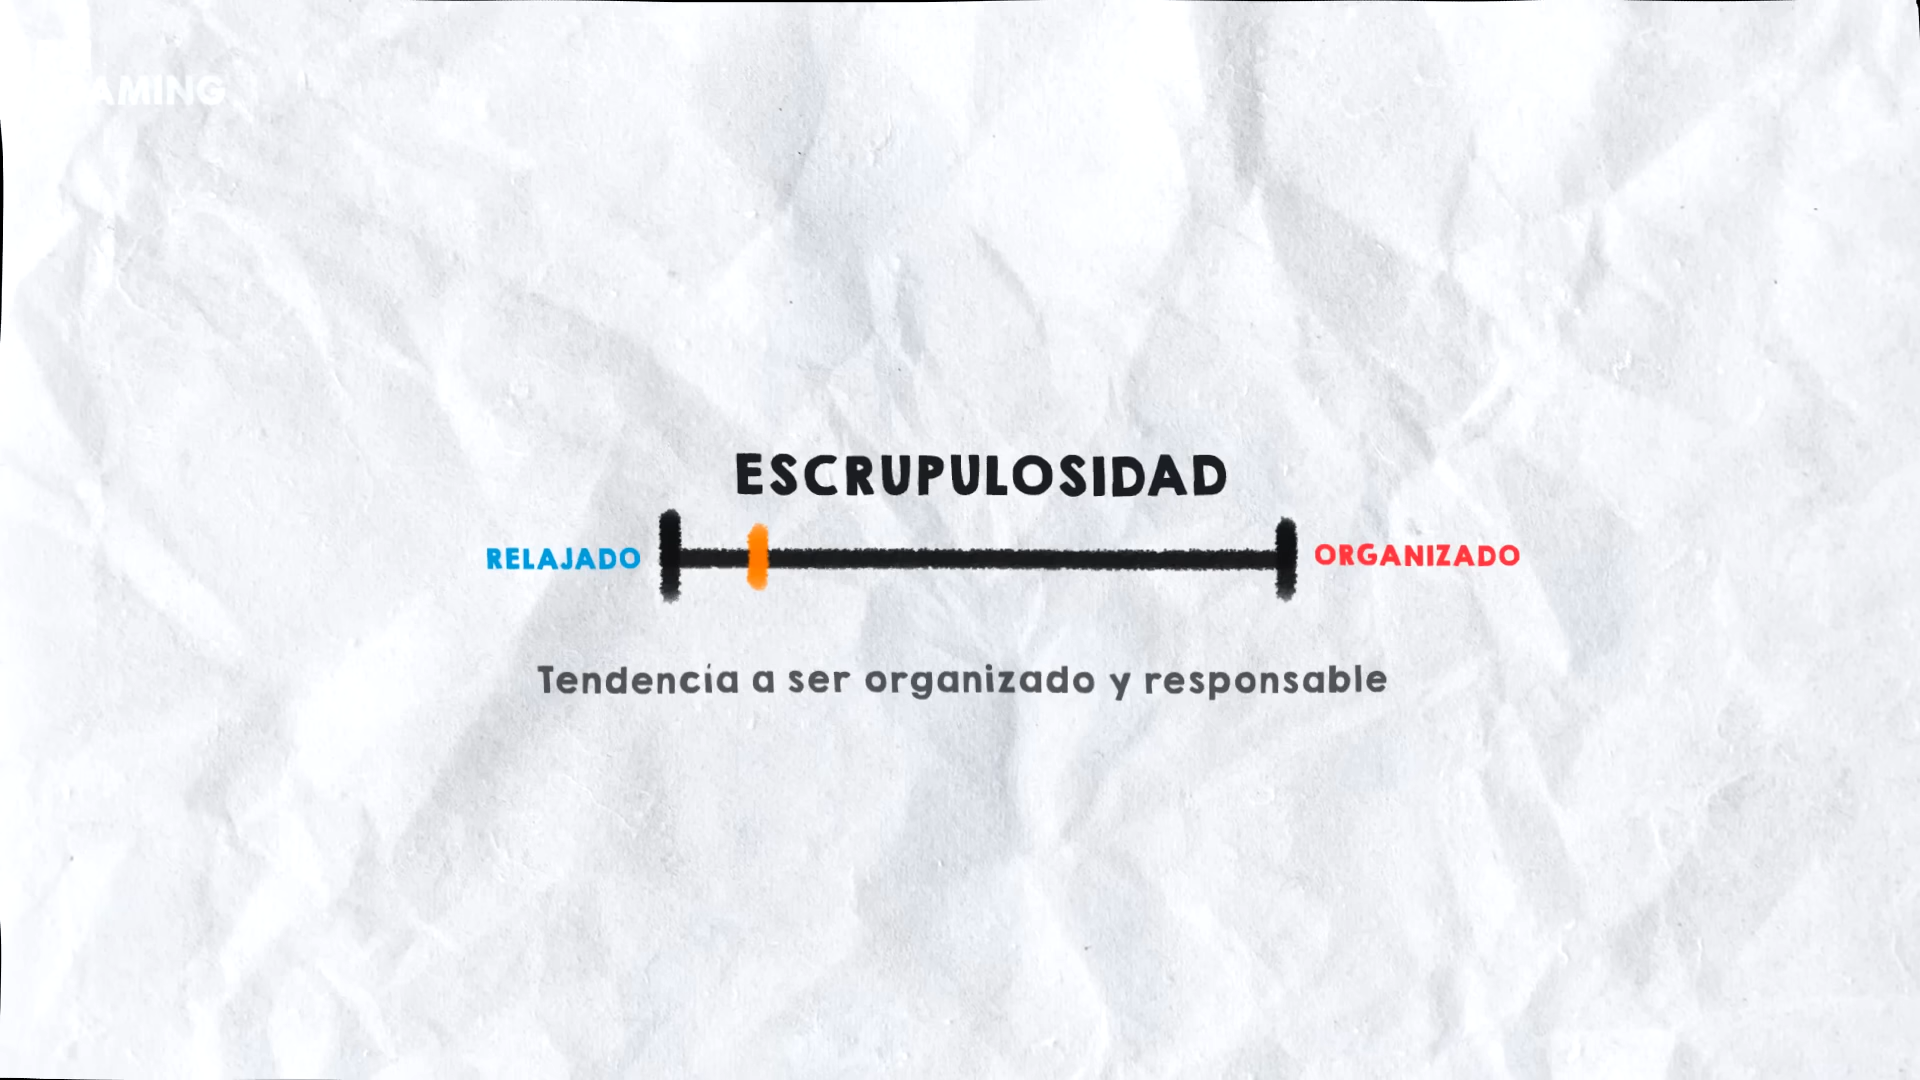 ESCRUPULOSIDAD
RELAJADO
ORGANIZADO
Tendencia a ser organizado y responsable